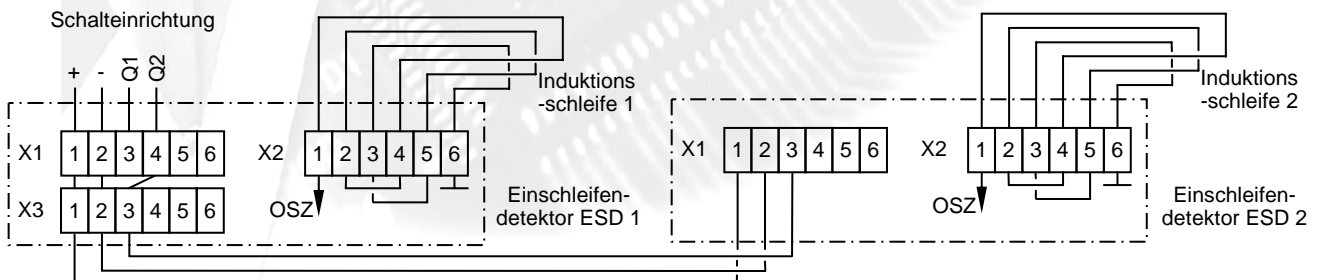 Schalteinrichtung
+ - Q1 Q2
Induktions
-schleife 1
Induktions
-schleife 2
X1 1 2 3 4 5 6
X2 1 2 3 4 5 6
X1 1 2 3 4 5 6
X2 1 2 3 4 5 6
X3 1 2 3 4 5 6
OSZ
Einschleifen-
detektor ESD 1
OSZ
Einschleifen-
detektor ESD 2